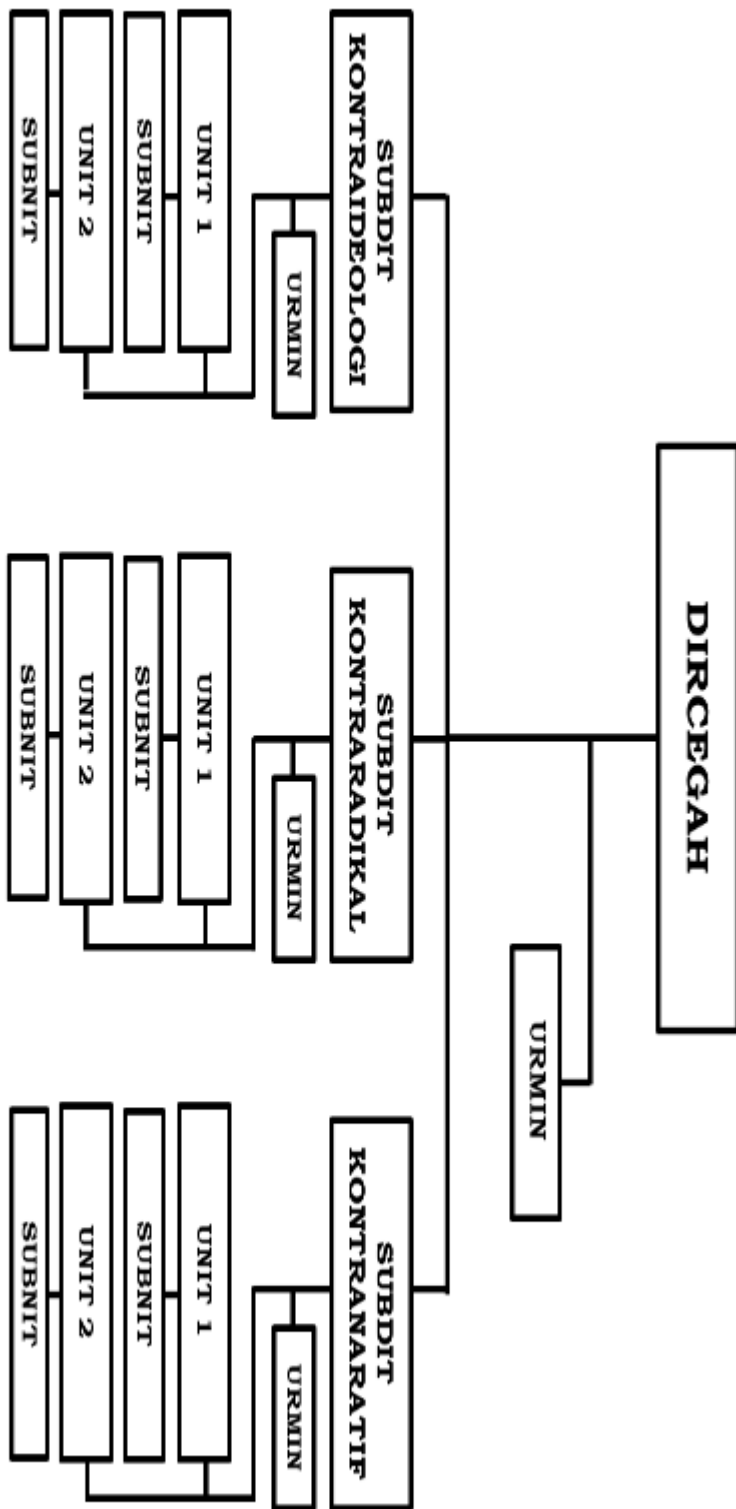 DIRCEGAH
URMIN
SUBDIT
KONTRAIDEOLOGI
URMIN
UNIT 1
SUBNIT
UNIT 2
SUBNIT
SUBDIT
KONTRARADIKAL
URMIN
UNIT 1
SUBNIT
UNIT 2
SUBNIT
SUBDIT
KONTRANARATIF
URMIN
UNIT 1
SUBNIT
UNIT 2
SUBNIT